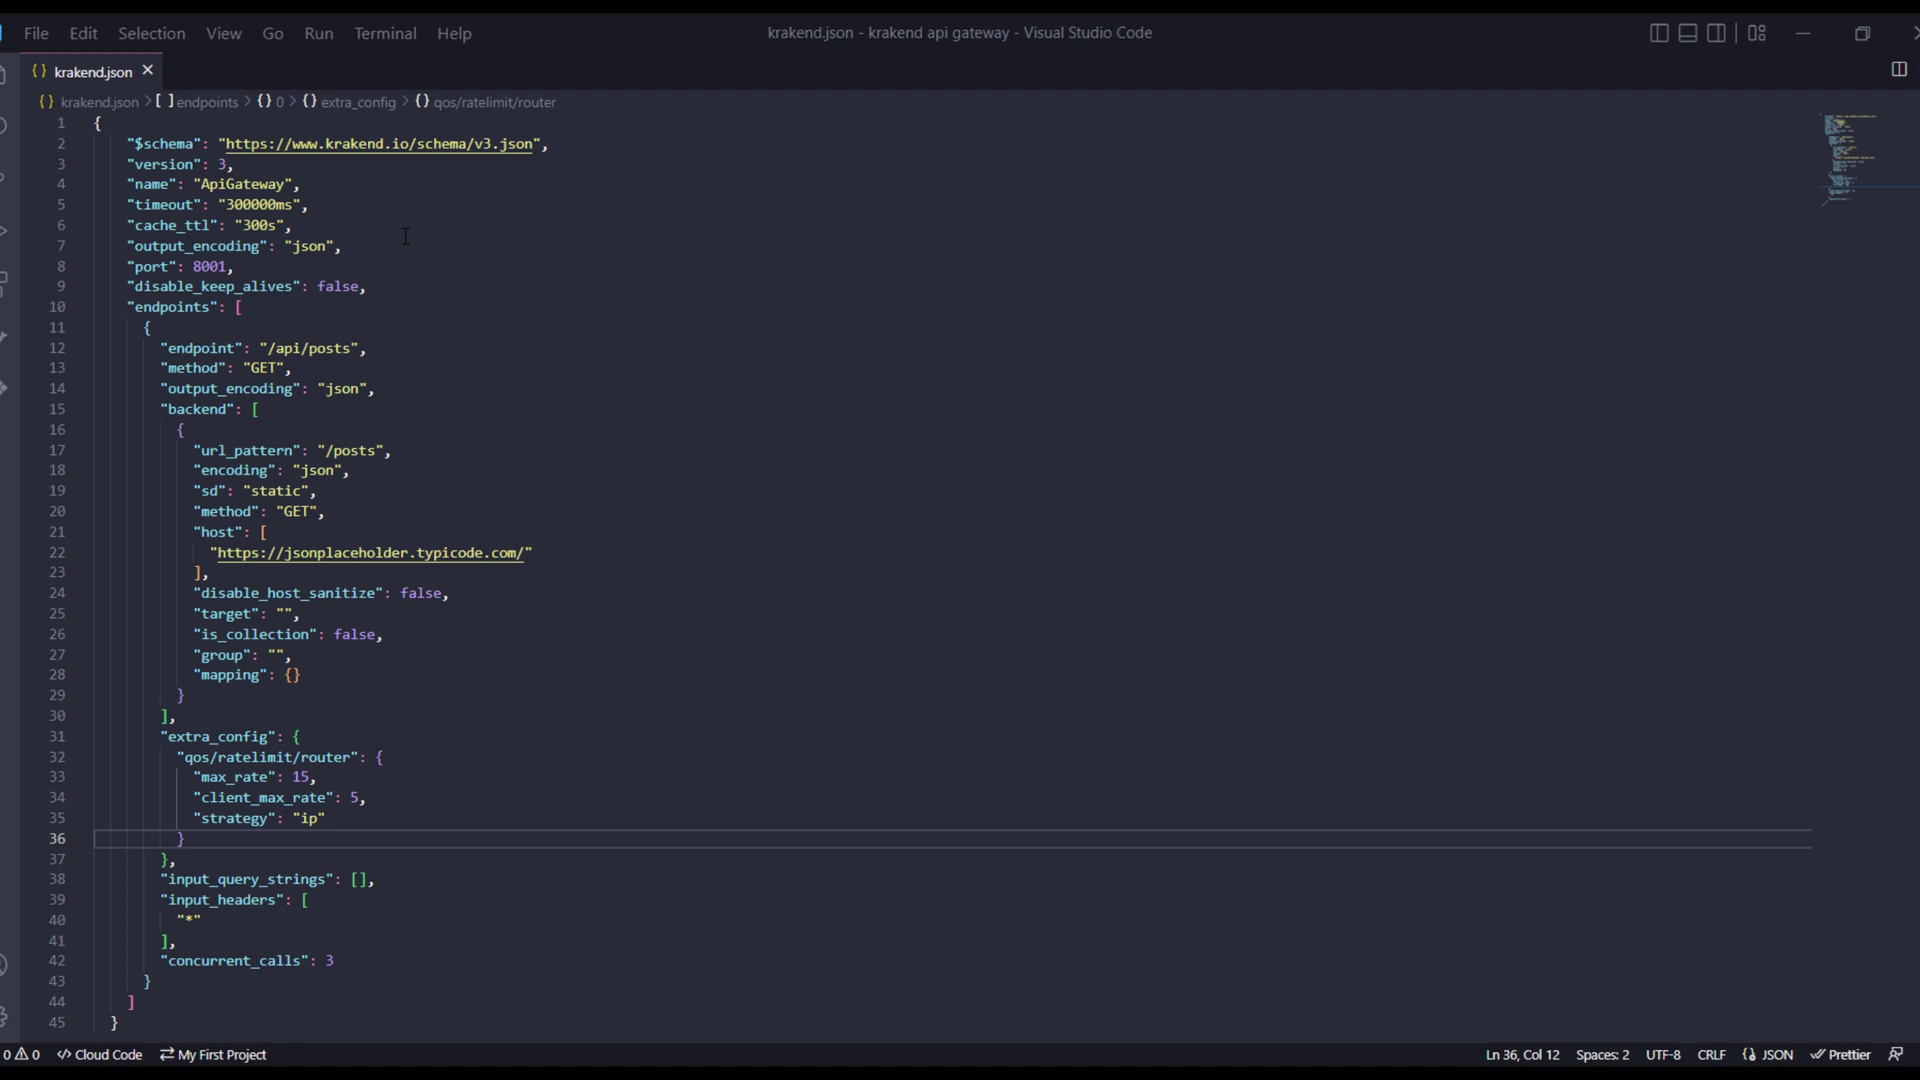 File Edit Selection View Go Run Terminal Help
krakend.json - krakend api gateway - Visual Studio Code
{} krakend.json ×
{} krakend.json > [ ] endpoints > {} 0 > {} extra_config > {} qos/ratelimit/router
1 {
2 "$schema": "https://www.krakend.io/schema/v3.json",
3 "version": 3,
4 "name": "ApiGateway",
5 "timeout": "300000ms",
6 "cache_ttl": "300s",
7 "output_encoding": "json",
8 "port": 8001,
9 "disable_keep_alives": false,
10 "endpoints": [
11 {
12 "endpoint": "/api/posts",
13 "method": "GET",
14 "output_encoding": "json",
15 "backend": [
16 {
17 "url_pattern": "/posts",
18 "encoding": "json",
19 "sd": "static",
20 "method": "GET",
21 "host": [
22 "https://jsonplaceholder.typicode.com/"
23 ],
24 "disable_host_sanitize": false,
25 "target": "",
26 "is_collection": false,
27 "group": "",
28 "mapping": {}
29 }
30 ],
31 "extra_config": {
32 "qos/ratelimit/router": {
33 "max_rate": 15,
34 "client_max_rate": 5,
35 "strategy": "ip"
36 }
37 },
38 "input_query_strings": [],
39 "input_headers": [
40 "*"
41 ],
42 "concurrent_calls": 3
43 }
44 ]
45 }
0 0 Cloud Code My First Project
Ln 36, Col 12 Spaces: 2 UTF-8 CRLF {} JSON Prettier